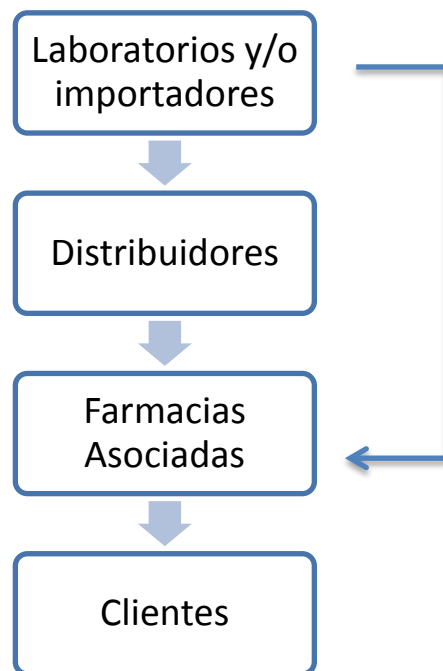 Laboratorios y/o
importadores
Distribuidores
Farmacias
Asociadas
Clientes